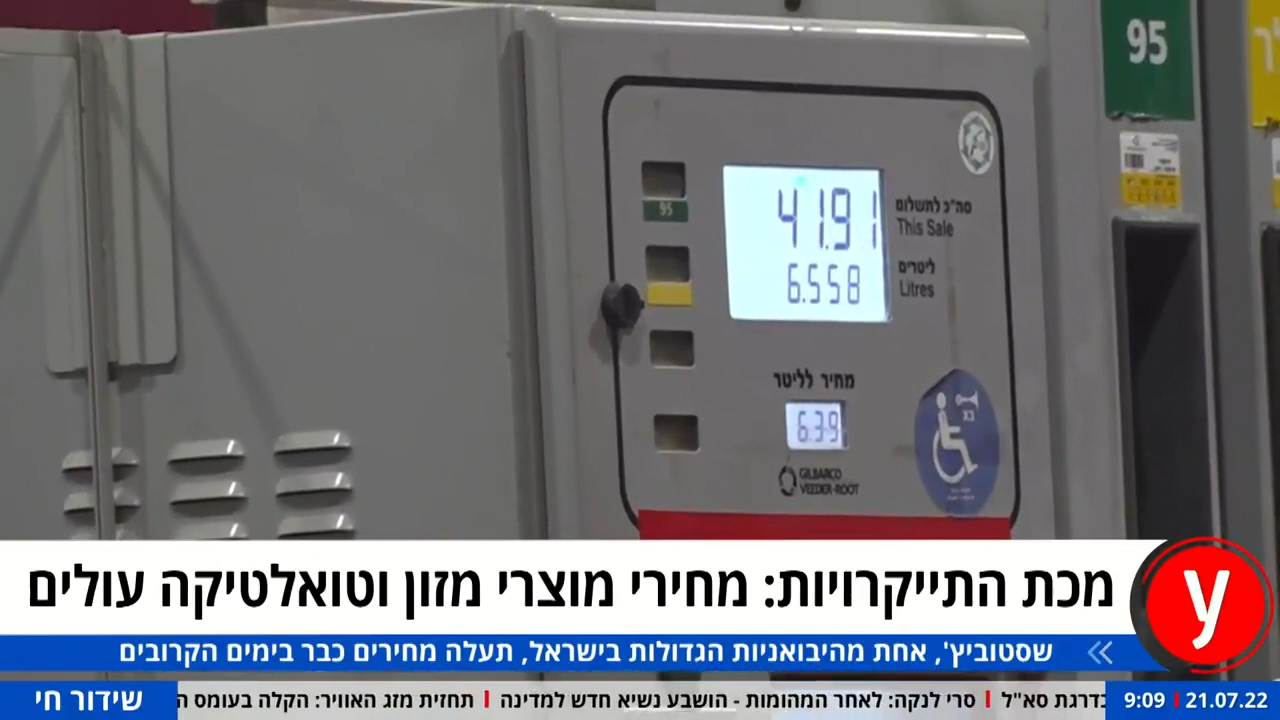 95
95
41.91
סה"כ לתשלום
This Sale
6.558
ליטרים
Litres
מחיר לליטר
6.39
x3
GILBARCO
VEEDER-ROOT
מכת התייקרויות: מחירי מוצרי מזון וטואלטיקה עולים
y
שסטוביץ', אחת מהיבואניות הגדולות בישראל, תעלה מחירים כבר בימים הקרובים
21.07.22 | 9:09
בדרגת סא"ל | סרי לנקה: לאחר המהומות - הושבע נשיא חדש למדינה | תחזית מזג האוויר: הקלה בעומס
שידור חי